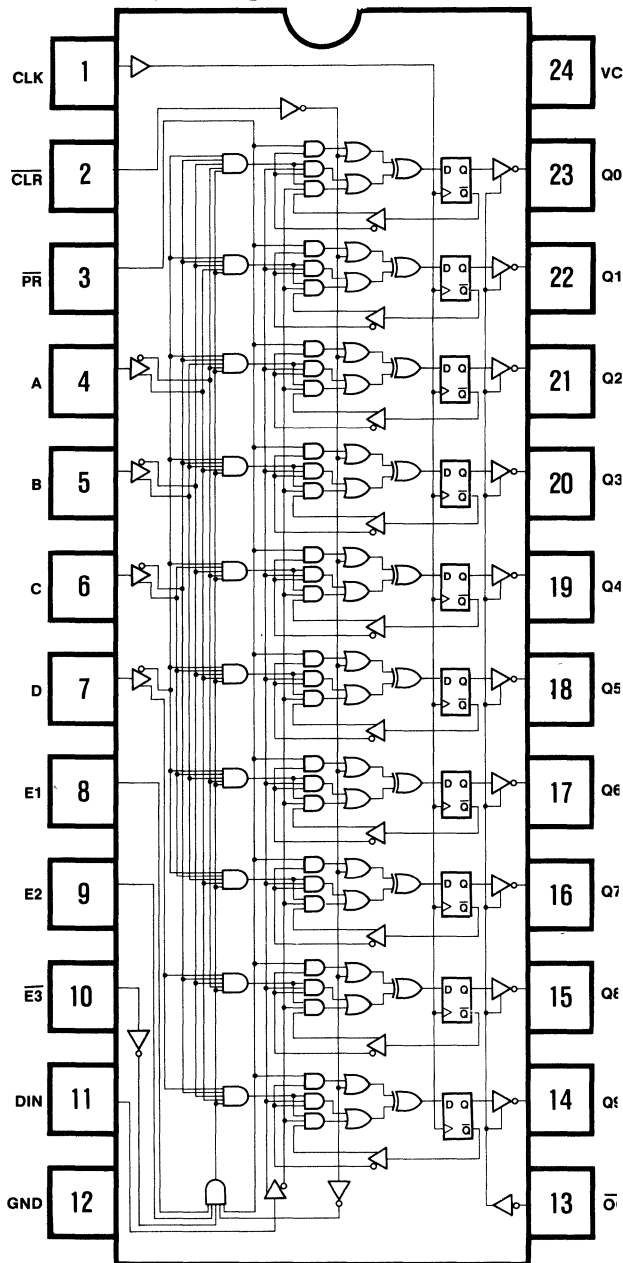 CLK 1
24 VC
CLR 2
23 Q0
PR 3
22 Q1
A 4
21 Q2
B 5
20 Q3
C 6
19 Q4
D 7
18 Q5
E1 8
17 Q6
E2 9
16 Q7
E3 10
15 Q8
DIN 11
14 Q9
GND 12
13 O
D Q
Q
D Q
Q
D Q
Q
D Q
Q
D Q
Q
D Q
Q
D Q
Q
D Q
Q
D Q
Q
D Q
Q